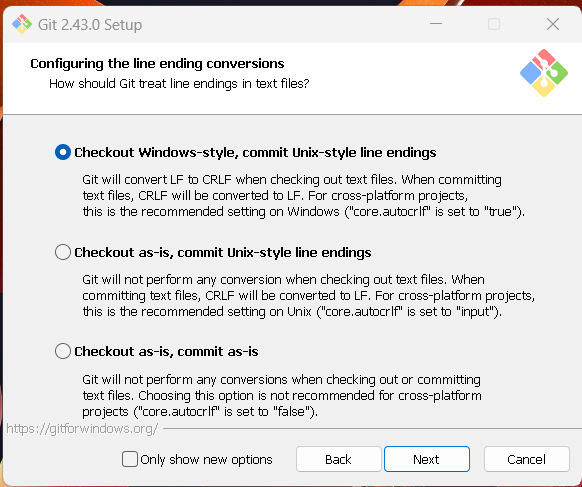 Git 2.43.0 Setup
Configuring the line ending conversions
How should Git treat line endings in text files?
Checkout Windows-style, commit Unix-style line endings
Git will convert LF to CRLF when checking out text files. When committing
text files, CRLF will be converted to LF. For cross-platform projects,
this is the recommended setting on Windows ("core.autocrlf" is set to "true").
Checkout as-is, commit Unix-style line endings
Git will not perform any conversion when checking out text files. When
committing text files, CRLF will be converted to LF. For cross-platform projects,
this is the recommended setting on Unix ("core.autocrlf" is set to "input").
Checkout as-is, commit as-is
Git will not perform any conversions when checking out or committing
text files. Choosing this option is not recommended for cross-platform
projects ("core.autocrlf" is set to "false").
https://gitforwindows.org/
Only show new options
Back
Next
Cancel